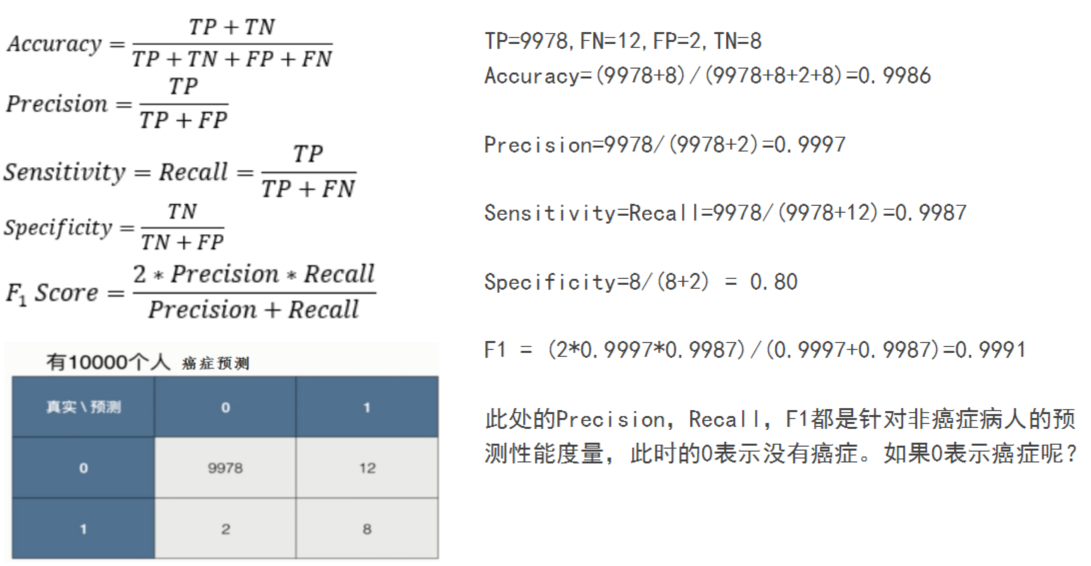 Accuracy = (TP + TN) / (TP + TN + FP + FN)
Precision = TP / (TP + FP)
Sensitivity = Recall = TP / (TP + FN)
Specificity = TN / (TN + FP)
F₁ Score = (2 * Precision * Recall) / (Precision + Recall)
有10000个人 癌症预测
真实\预测 0 1
0 9978 12
1 2 8
TP=9978,FN=12,FP=2,TN=8
Accuracy=(9978+8)/(9978+8+2+8)=0.9986
Precision=9978/(9978+2)=0.9997
Sensitivity=Recall=9978/(9978+12)=0.9987
Specificity=8/(8+2) = 0.80
F1 = (2*0.9997*0.9987)/(0.9997+0.9987)=0.9991
此处的Precision，Recall，F1都是针对非癌症病人的预
测性能度量，此时的0表示没有癌症。如果0表示癌症呢？